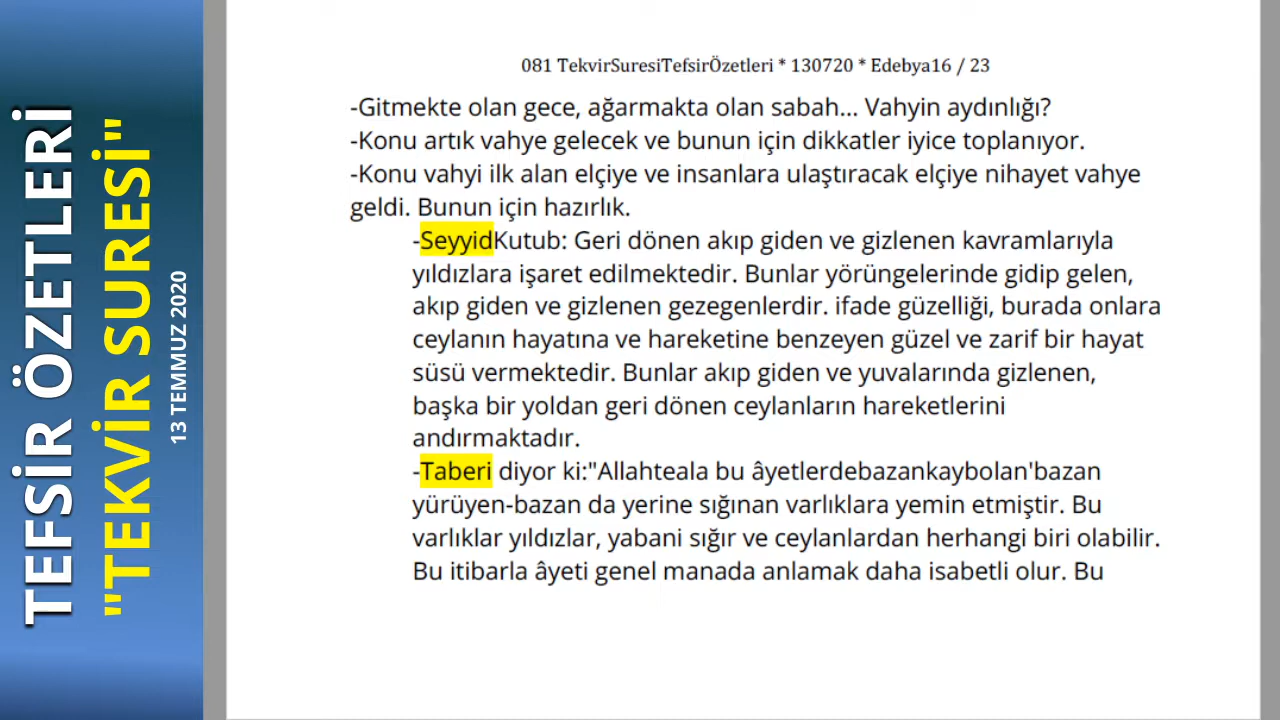 TEFSİR ÖZETLERİ
"TEKVİR SURESİ"
13 TEMMUZ 2020
081 TekvirSuresiTefsirÖzetleri * 130720 * Edebya16 / 23
-Gitmekte olan gece, ağarmakta olan sabah... Vahyin aydınlığı?
-Konu artık vahye gelecek ve bunun için dikkatler iyice toplanıyor.
-Konu vahyi ilk alan elçiye ve insanlara ulaştıracak elçiye nihayet vahye
geldi. Bunun için hazırlık.
-SeyyidKutub: Geri dönen akıp giden ve gizlenen kavramlarıyla
yıldızlara işaret edilmektedir. Bunlar yörüngelerinde gidip gelen,
akıp giden ve gizlenen gezegenlerdir. ifade güzelliği, burada onlara
ceylanın hayatına ve hareketine benzeyen güzel ve zarif bir hayat
süsü vermektedir. Bunlar akıp giden ve yuvalarında gizlenen,
başka bir yoldan geri dönen ceylanların hareketlerini
andırmaktadır.
-Taberi diyor ki:"Allahteala bu âyetlerdebazankaybolan'bazan
yürüyen-bazan da yerine sığınan varlıklara yemin etmiştir. Bu
varlıklar yıldızlar, yabani sığır ve ceylanlardan herhangi biri olabilir.
Bu itibarla âyeti genel manada anlamak daha isabetli olur. Bu